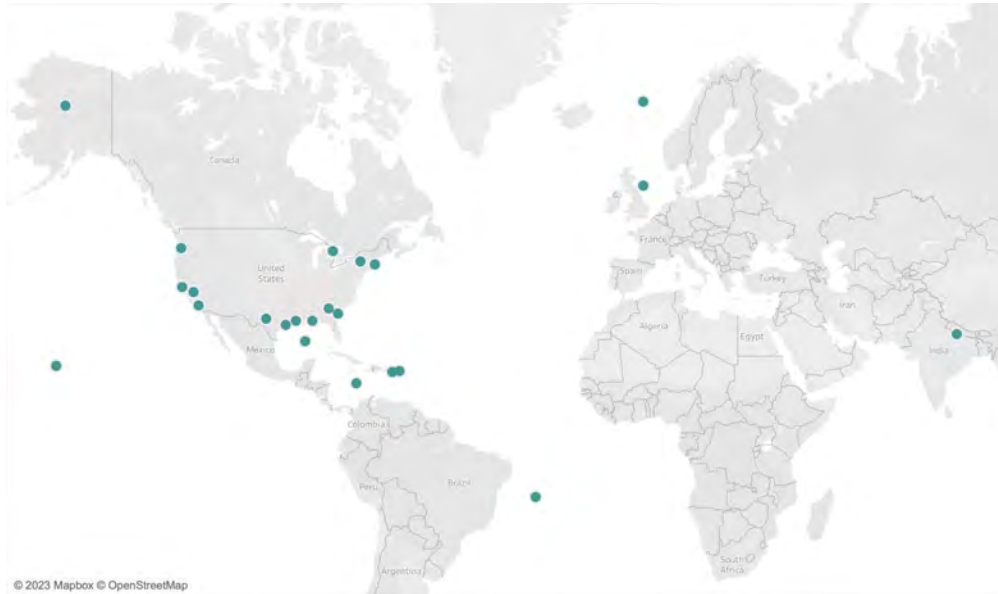 Canada
United
States
Mexico
Colombia
Peru
Brazil
Argentina
France
Spain
Turkey
Algeria
Egypt
Iran
India
South
Africa
© 2023 Mapbox © OpenStreetMap